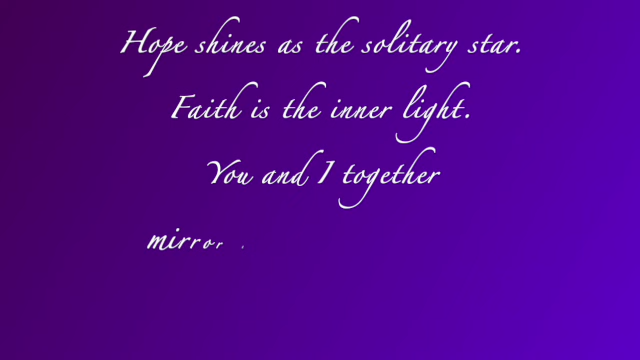 Hope shines as the solitary star.
Faith is the inner light.
You and I together
mirror